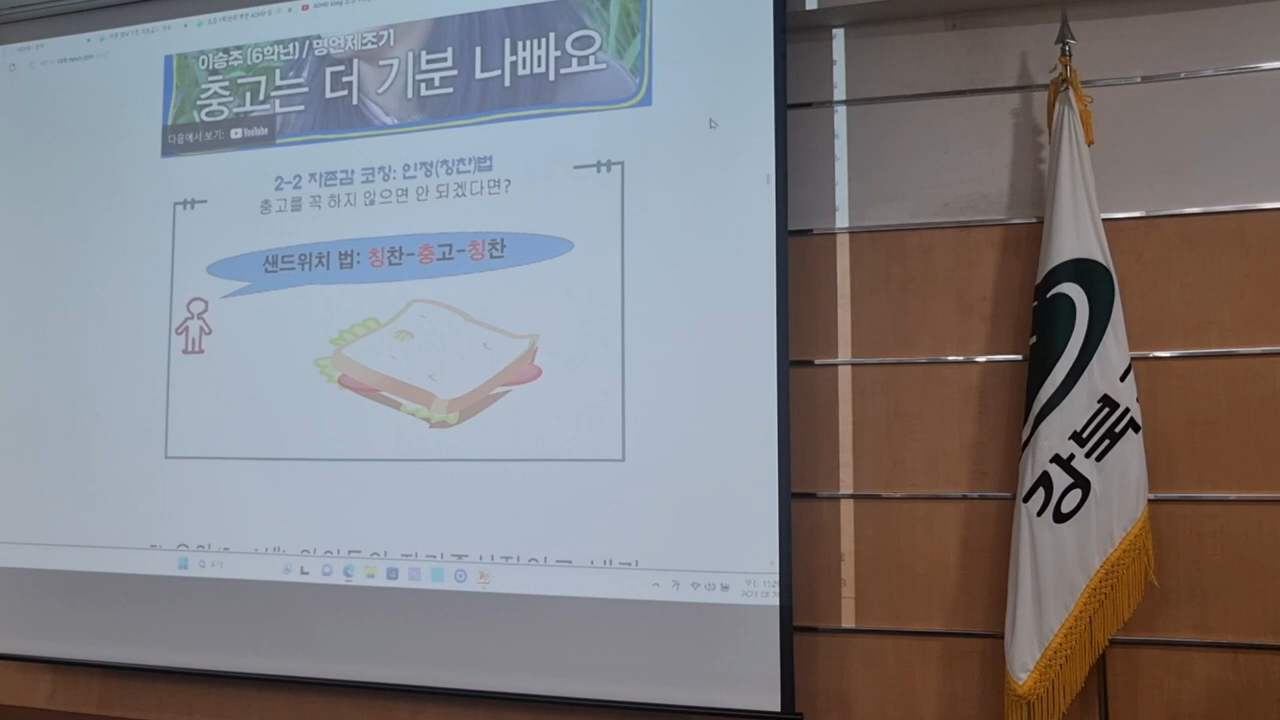 이승주 (6학년) / 명언제조기
충고는 더 기분 나빠요
다음에서 보기: YouTube
2-2 자존감 코칭: 인정(칭찬)법
충고를 꼭 하지 않으면 안 되겠다면?
샌드위치 법: 칭찬-충고-칭찬
강북